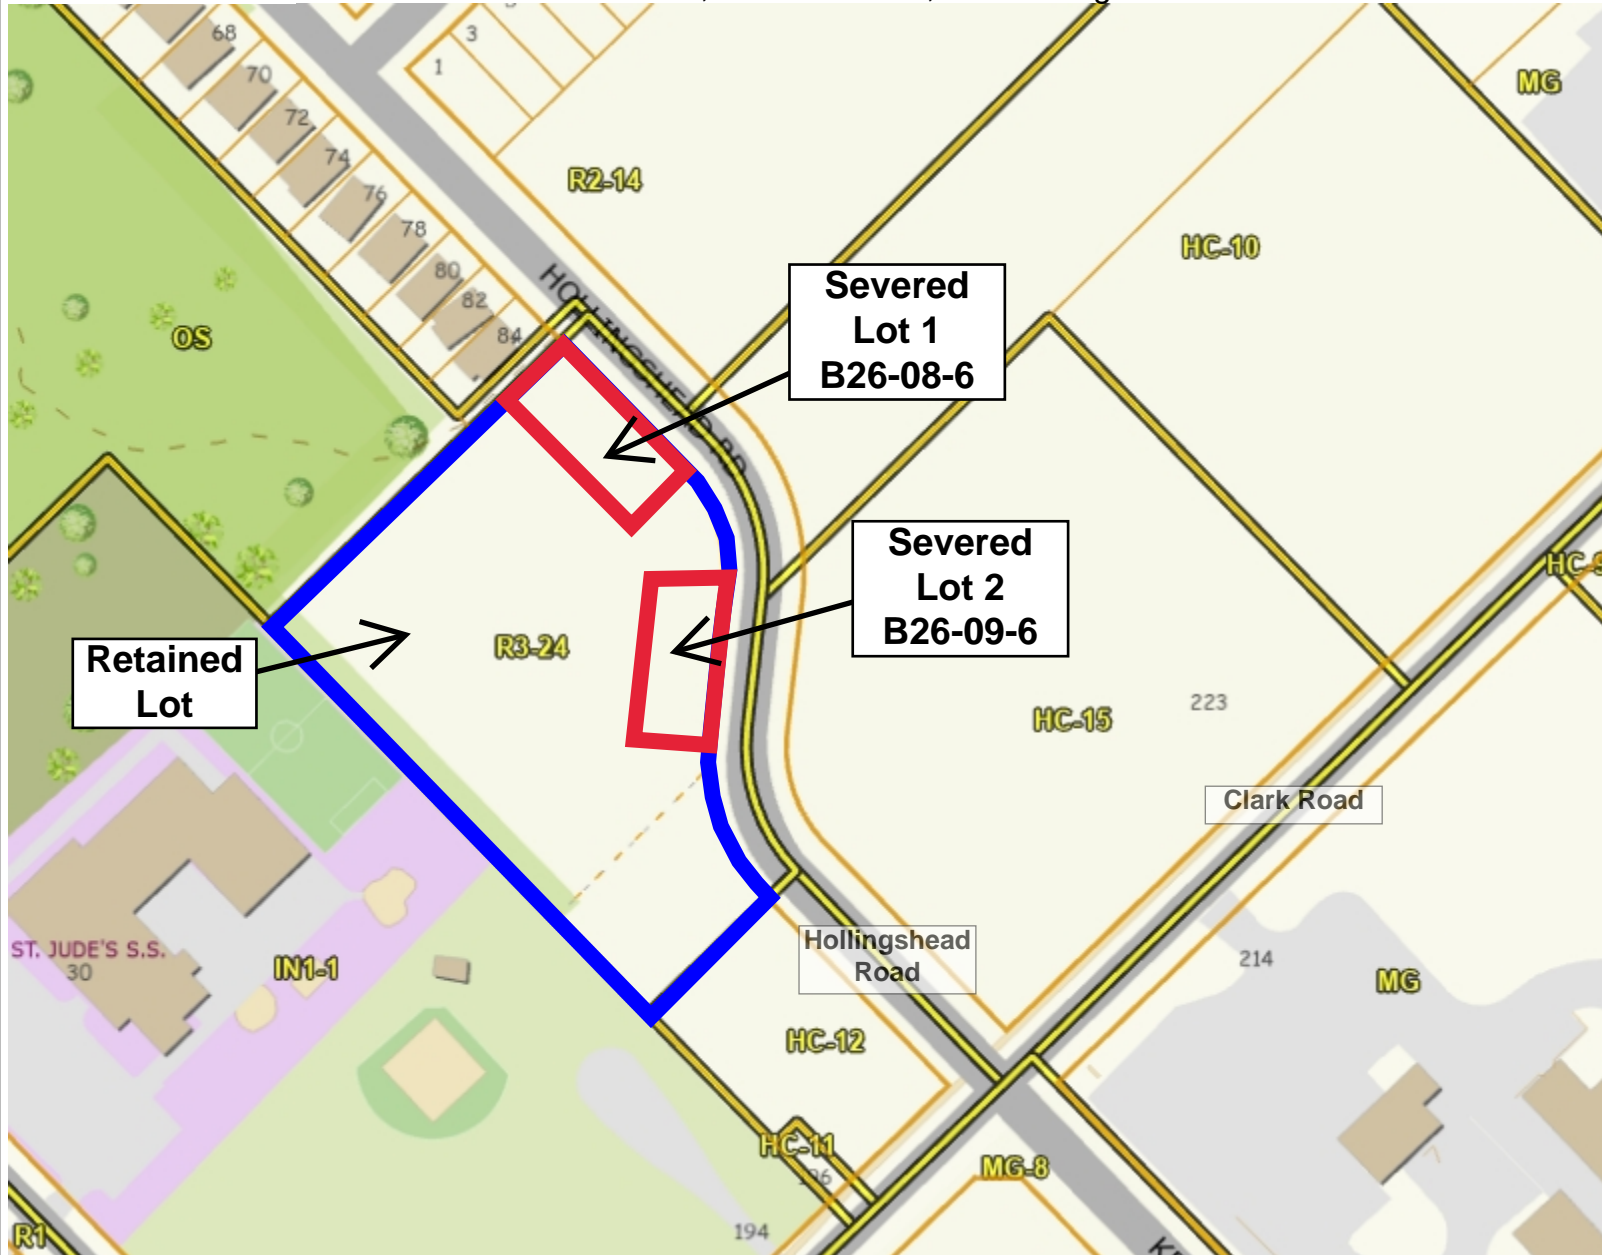 68
3
1
70
MG
72
74
R2-14
76
78
HC-10
80
HOLLINGSHEAD RD
Severed
Lot 1
B26-08-6
82
84
OS
Severed
Lot 2
B26-09-6
R3-24
Retained
Lot
223
HC-15
Clark Road
Hollingshead
Road
ST. JUDE'S S.S.
30
IN1-1
214
MG
HC-12
HC-11
MG-8
194
R1